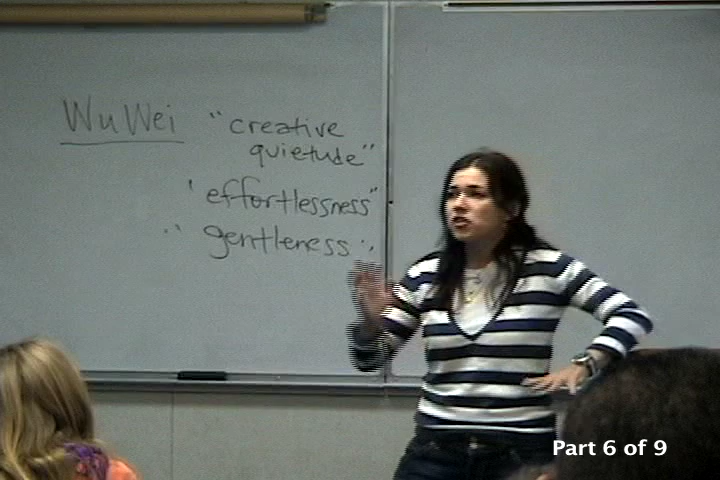 WuWei "creative
quietude"
'effortlessness"
"gentleness"
Part 6 of 9